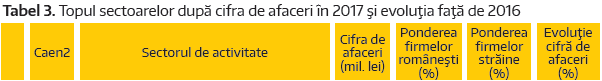 Tabel 3. Topul sectoarelor după cifra de afaceri în 2017 şi evoluţia faţă de 2016
Caen2
Sectorul de activitate
Cifra de
afaceri
(mil. lei)
Ponderea
firmelor
româneşti
(%)
Ponderea
firmelor
străine
(%)
Evoluţie
cifră de
afaceri
(%)